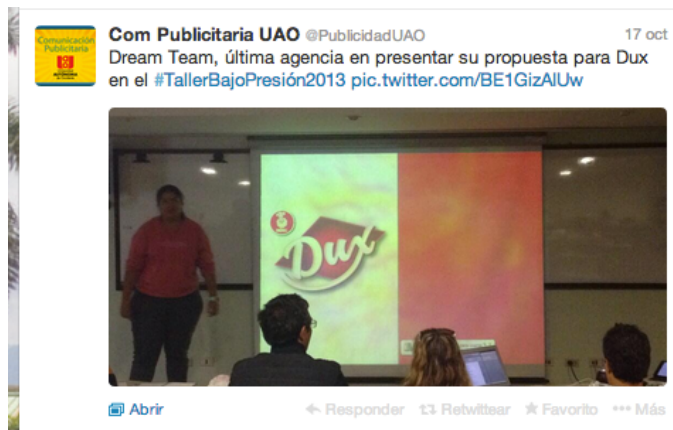 Comunicación
Publicitaria
Com Publicitaria UAO @PublicidadUAO 17 oct
Dream Team, última agencia en presentar su propuesta para Dux
en el #TallerBajoPresión2013 pic.twitter.com/BE1GizAlUw
Dux
Abrir Responder Retwittear Favorito Más